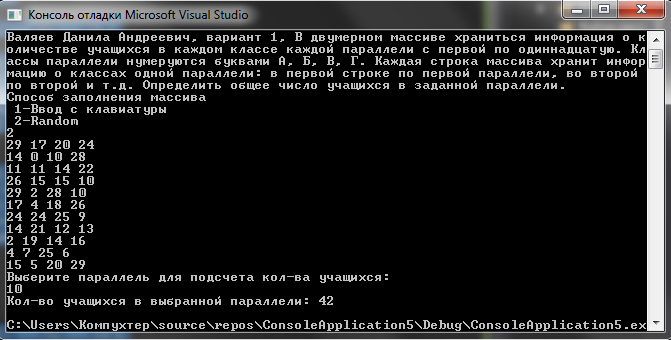 Консоль отладки Microsoft Visual Studio
Валяев Данила Андреевич, вариант 1, В двумерном массиве храниться информация о к
оличестве учащихся в каждом классе каждой параллели с первой по одиннадцатую. Кл
ассы параллели нумеруются буквами А, Б, В, Г. Каждая строка массива хранит инфор
мацию о классах одной параллели: в первой строке по первой параллели, во второй
по второй и т.д. Определить общее число учащихся в заданной параллели.
Способ заполнения массива
1-Ввод с клавиатуры
2-Random
2
29 17 20 24
14 0 10 28
11 11 14 22
26 15 15 10
29 2 28 10
17 4 18 26
24 24 25 9
14 21 12 13
2 19 14 16
4 7 25 6
15 5 20 29
Выберите параллель для подсчета кол-ва учащихся:
10
Кол-во учащихся в выбранной параллели: 42
C:\Users\Компухтер\source\repos\ConsoleApplication5\Debug\ConsoleApplication5.ex